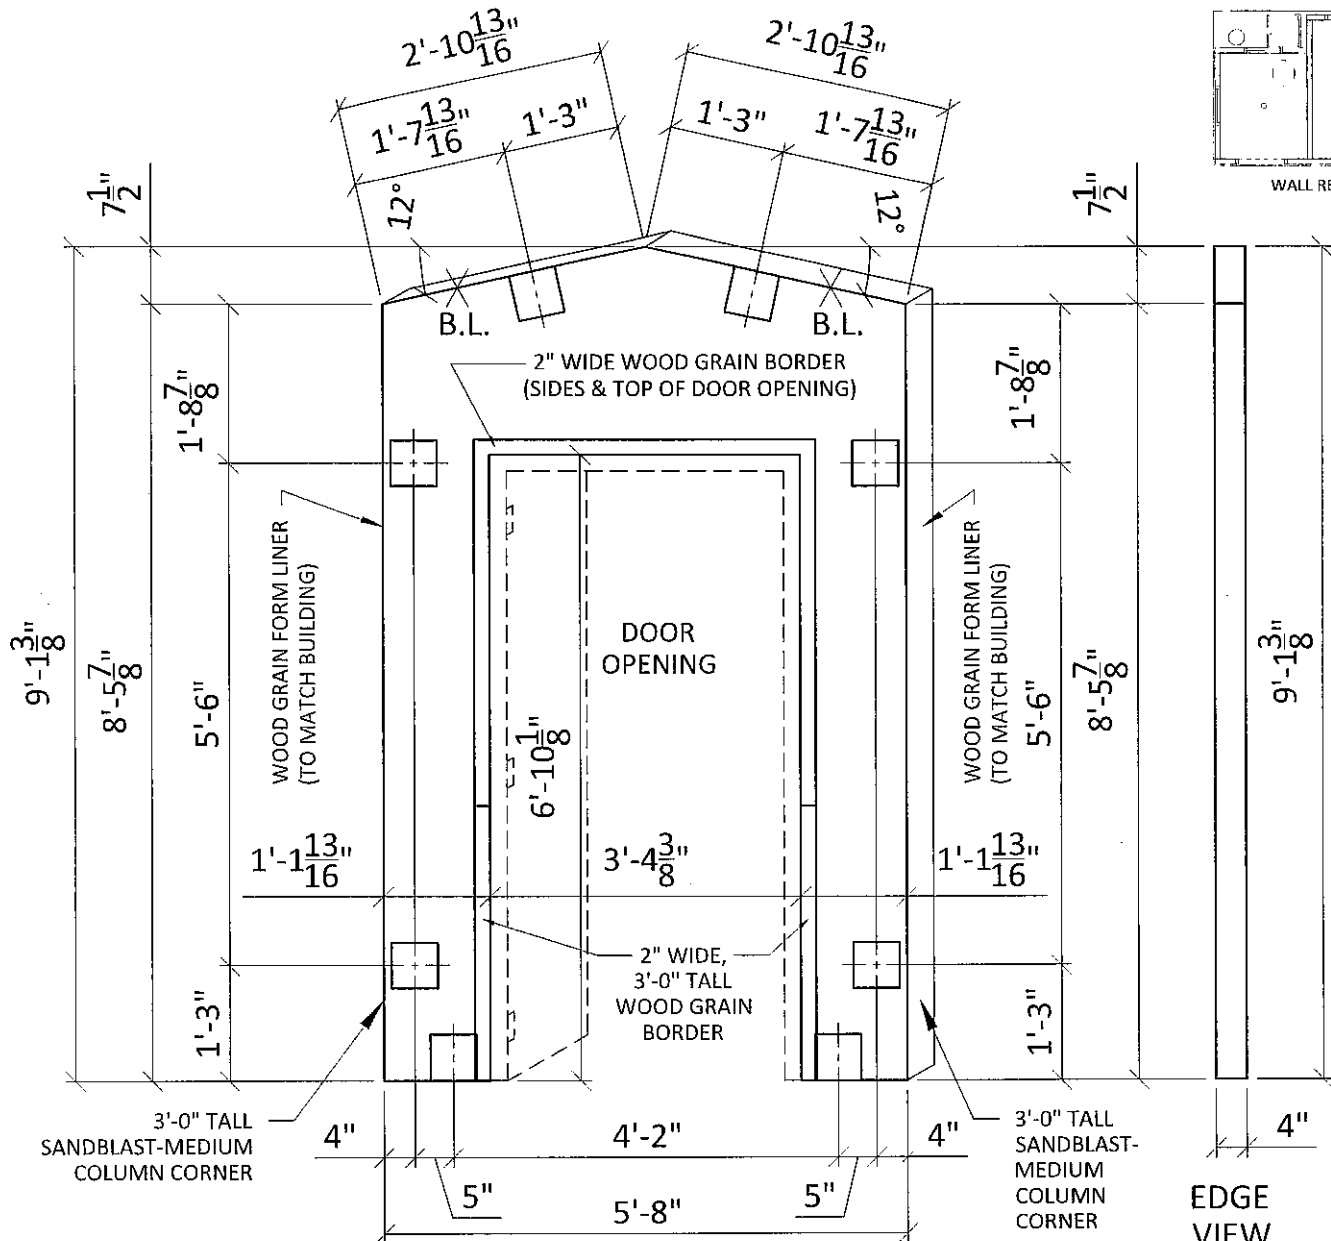 2'-10 13/16"
2'-10 13/16"
1'-7 13/16"
1'-3"
1'-3"
1'-7 13/16"
WALL RE
7 1/2"
12°
12°
7 1/2"
B.L.
B.L.
2" WIDE WOOD GRAIN BORDER
(SIDES & TOP OF DOOR OPENING)
1'-8 7/8"
1'-8 7/8"
WOOD GRAIN FORM LINER
(TO MATCH BUILDING)
WOOD GRAIN FORM LINER
(TO MATCH BUILDING)
DOOR
OPENING
9'-1 3/8"
8'-5 7/8"
5'-6"
6'-10 1/8"
5'-6"
8'-5 7/8"
9'-1 3/8"
1'-1 13/16"
3'-4 3/8"
1'-1 13/16"
2" WIDE,
3'-0" TALL
WOOD GRAIN
BORDER
1'-3"
1'-3"
3'-0" TALL
SANDBLAST-MEDIUM
COLUMN CORNER
4"
4'-2"
4"
3'-0" TALL
SANDBLAST-
MEDIUM
COLUMN
CORNER
4"
5"
5"
5'-8"
EDGE
VIEW